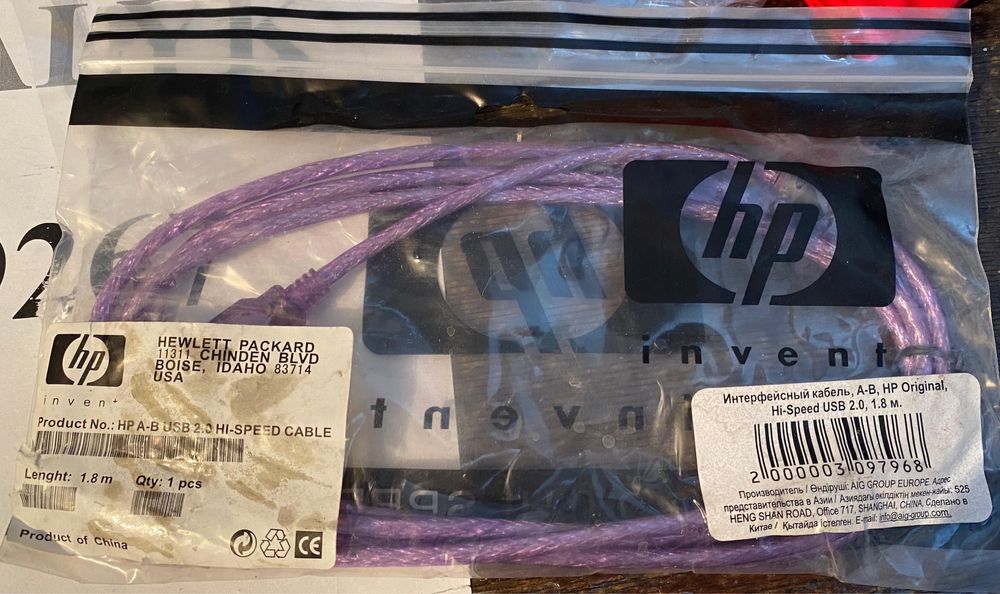 hp
invent
hp
inven
HEWLETT PACKARD
11311 CHINDEN BLVD
BOISE, IDAHO 83714
USA
Product No.: HP A-B USB 2.0 HI-SPEED CABLE
Lenght: 1.8 m Qty: 1 pcs
Product of China
CE
Интерфейсный кабель, A-B, HP Original,
Hi-Speed USB 2.0, 1.8 м.
2 000003 097968
Производитель / Өндіруші: AIG GROUP EUROPE. Адрес
представительства в Азии / Азиядағы өкілдіктің мекен-жайы: 525
HENG SHAN ROAD, Office 717, SHANGHAI, CHINA. Сделано в
Китае / Қытайда істелген. E-mail: info@aig-group.com.